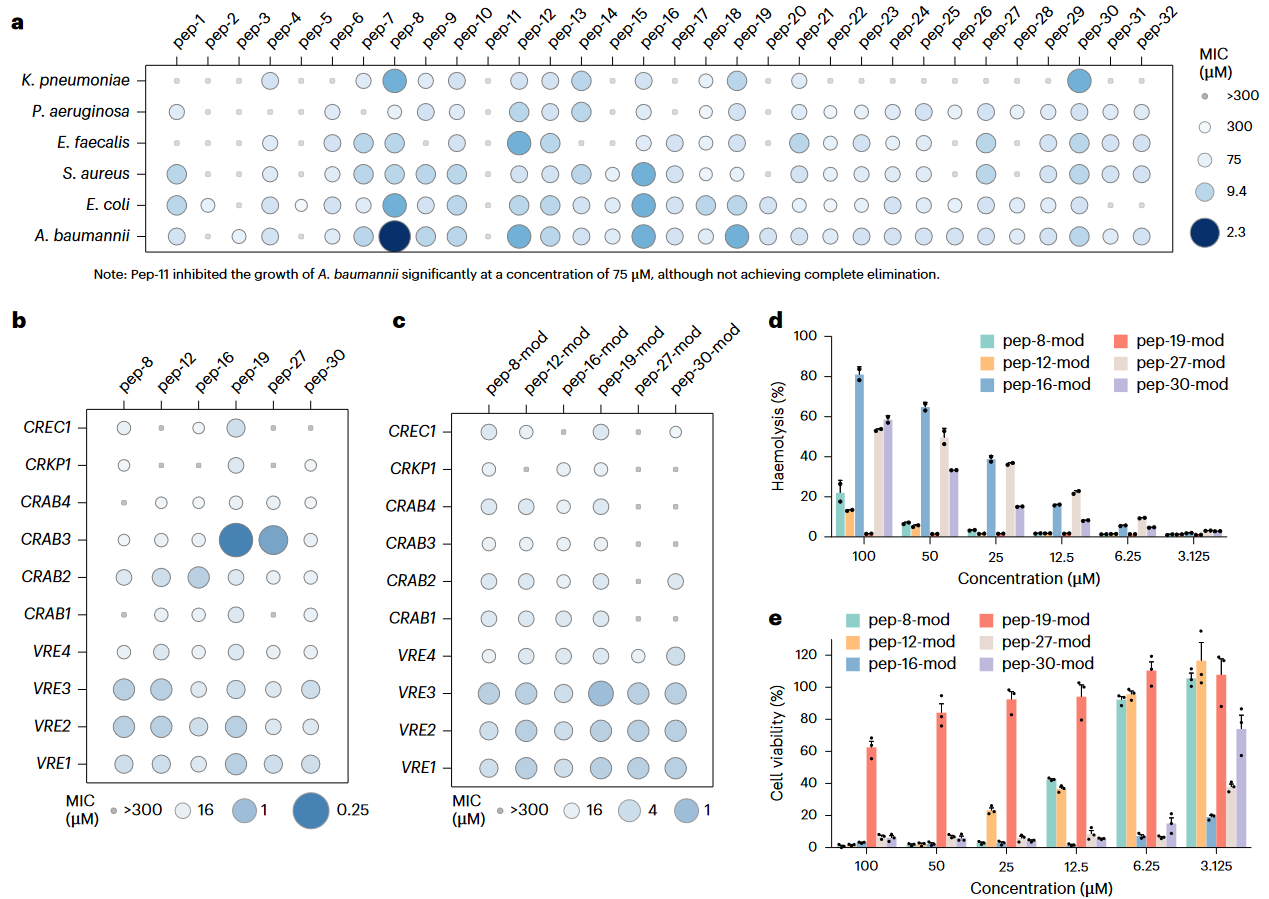 a
pep-1 pep-2 pep-3 pep-4 pep-5 pep-6 pep-7 pep-8 pep-9 pep-10 pep-11 pep-12 pep-13 pep-14 pep-15 pep-16 pep-17 pep-18 pep-19 pep-20 pep-21 pep-22 pep-23 pep-24 pep-25 pep-26 pep-27 pep-28 pep-29 pep-30 pep-31 pep-32
K. pneumoniae
P. aeruginosa
E. faecalis
S. aureus
E. coli
A. baumannii
MIC
(µM)
>300
300
75
9.4
2.3
Note: Pep-11 inhibited the growth of A. baumannii significantly at a concentration of 75 µM, although not achieving complete elimination.
b
pep-8 pep-12 pep-16 pep-19 pep-27 pep-30
CREC1
CRKP1
CRAB4
CRAB3
CRAB2
CRAB1
VRE4
VRE3
VRE2
VRE1
MIC
(µM)
>300 16 1 0.25
c
pep-8-mod pep-12-mod pep-16-mod pep-19-mod pep-27-mod pep-30-mod
CREC1
CRKP1
CRAB4
CRAB3
CRAB2
CRAB1
VRE4
VRE3
VRE2
VRE1
MIC
(µM)
>300 16 4 1
d
Haemolysis (%)
100
80
60
40
20
0
pep-8-mod pep-19-mod
pep-12-mod pep-27-mod
pep-16-mod pep-30-mod
100 50 25 12.5 6.25 3.125
Concentration (µM)
e
pep-8-mod pep-19-mod
pep-12-mod pep-27-mod
pep-16-mod pep-30-mod
Cell viability (%)
120
100
80
60
40
20
0
100 50 25 12.5 6.25 3.125
Concentration (µM)